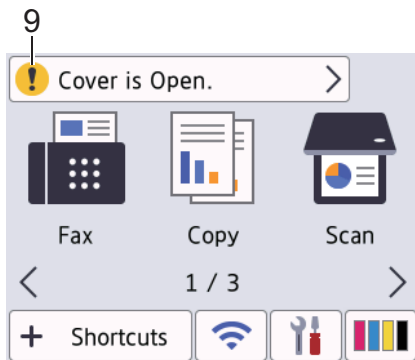 9
! Cover is Open. >
Fax Copy Scan
< 1 / 3 >
+ Shortcuts